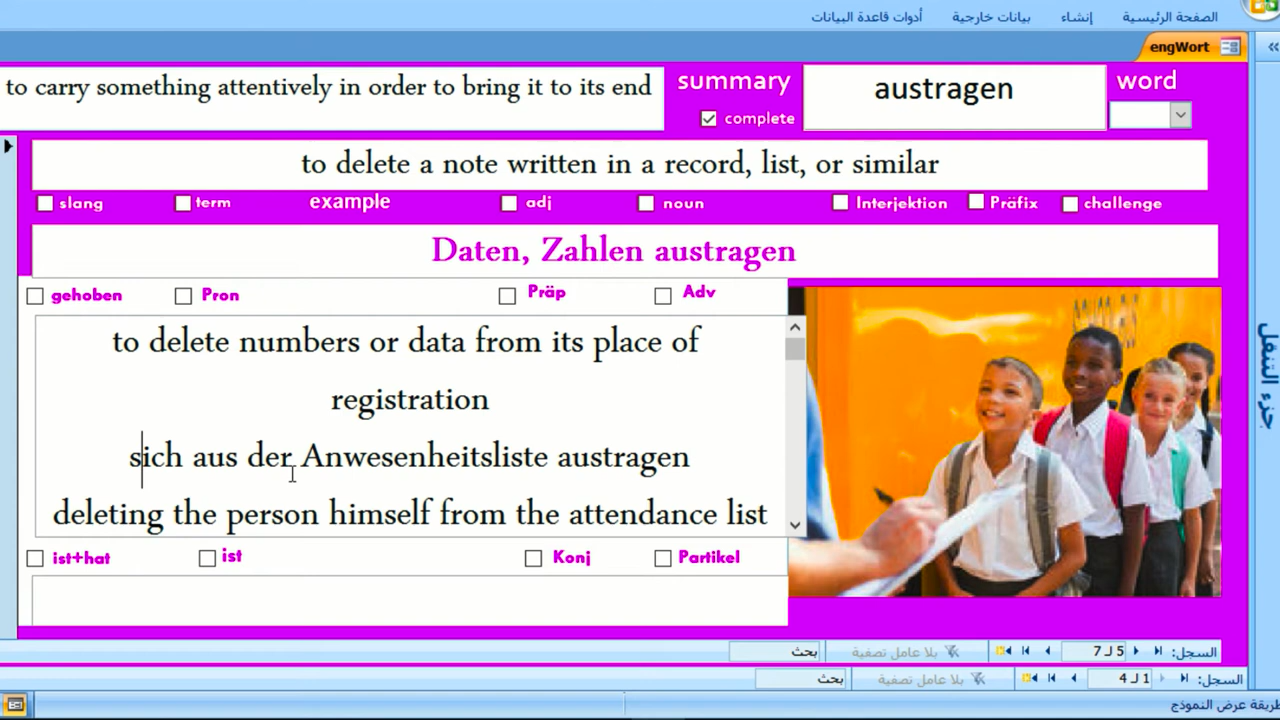 الصفحة الرئيسية
إنشاء
بيانات خارجية
أدوات قاعدة البيانات
engWort
word
austragen
summary
complete
to carry something attentively in order to bring it to its end
to delete a note written in a record, list, or similar
slang
term
example
adj
noun
Interjektion
Präfix
challenge
Daten, Zahlen austragen
gehoben
Pron
Präp
Adv
to delete numbers or data from its place of
registration
sich aus der Anwesenheitsliste austragen
deleting the person himself from the attendance list
ist+hat
ist
Konj
Partikel
جزء التنقل
السجل: 5 لـ 7
بلا عامل تصفية
بحث
السجل: 1 لـ 4
بلا عامل تصفية
بحث
طريقة عرض النموذج